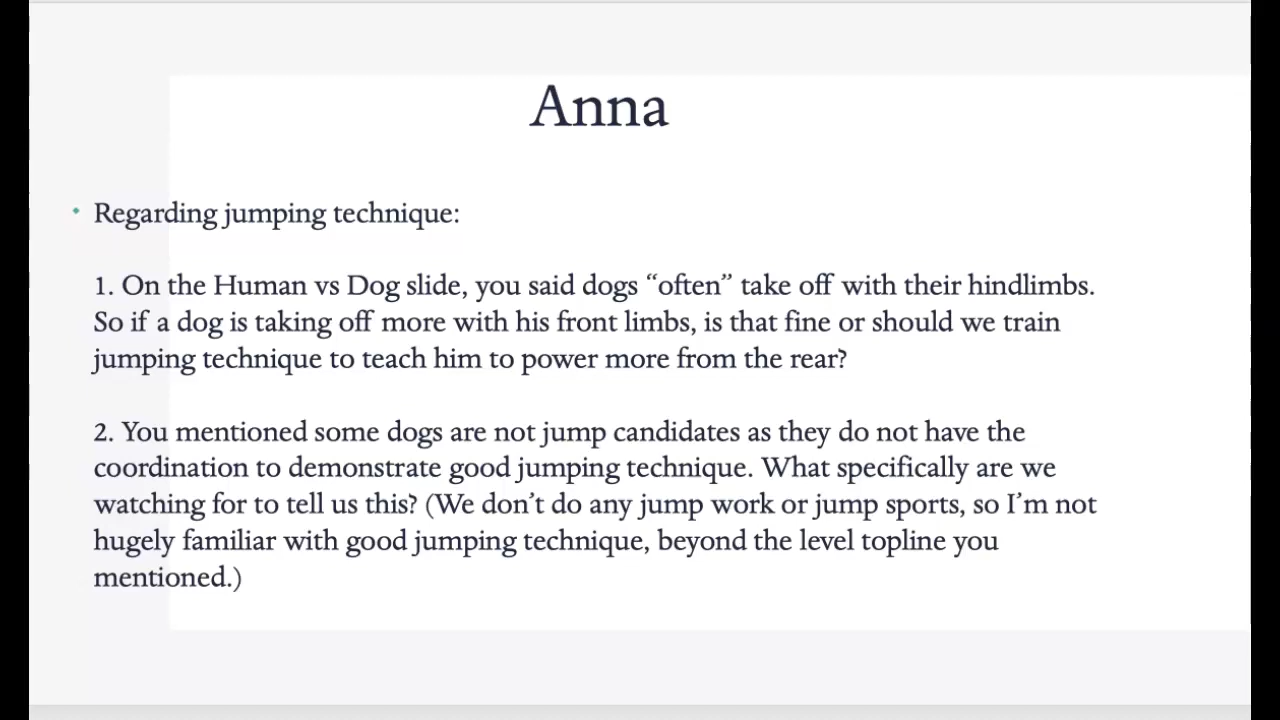 Anna
Regarding jumping technique:
1. On the Human vs Dog slide, you said dogs “often” take off with their hindlimbs.
So if a dog is taking off more with his front limbs, is that fine or should we train
jumping technique to teach him to power more from the rear?
2. You mentioned some dogs are not jump candidates as they do not have the
coordination to demonstrate good jumping technique. What specifically are we
watching for to tell us this? (We don’t do any jump work or jump sports, so I’m not
hugely familiar with good jumping technique, beyond the level topline you
mentioned.)